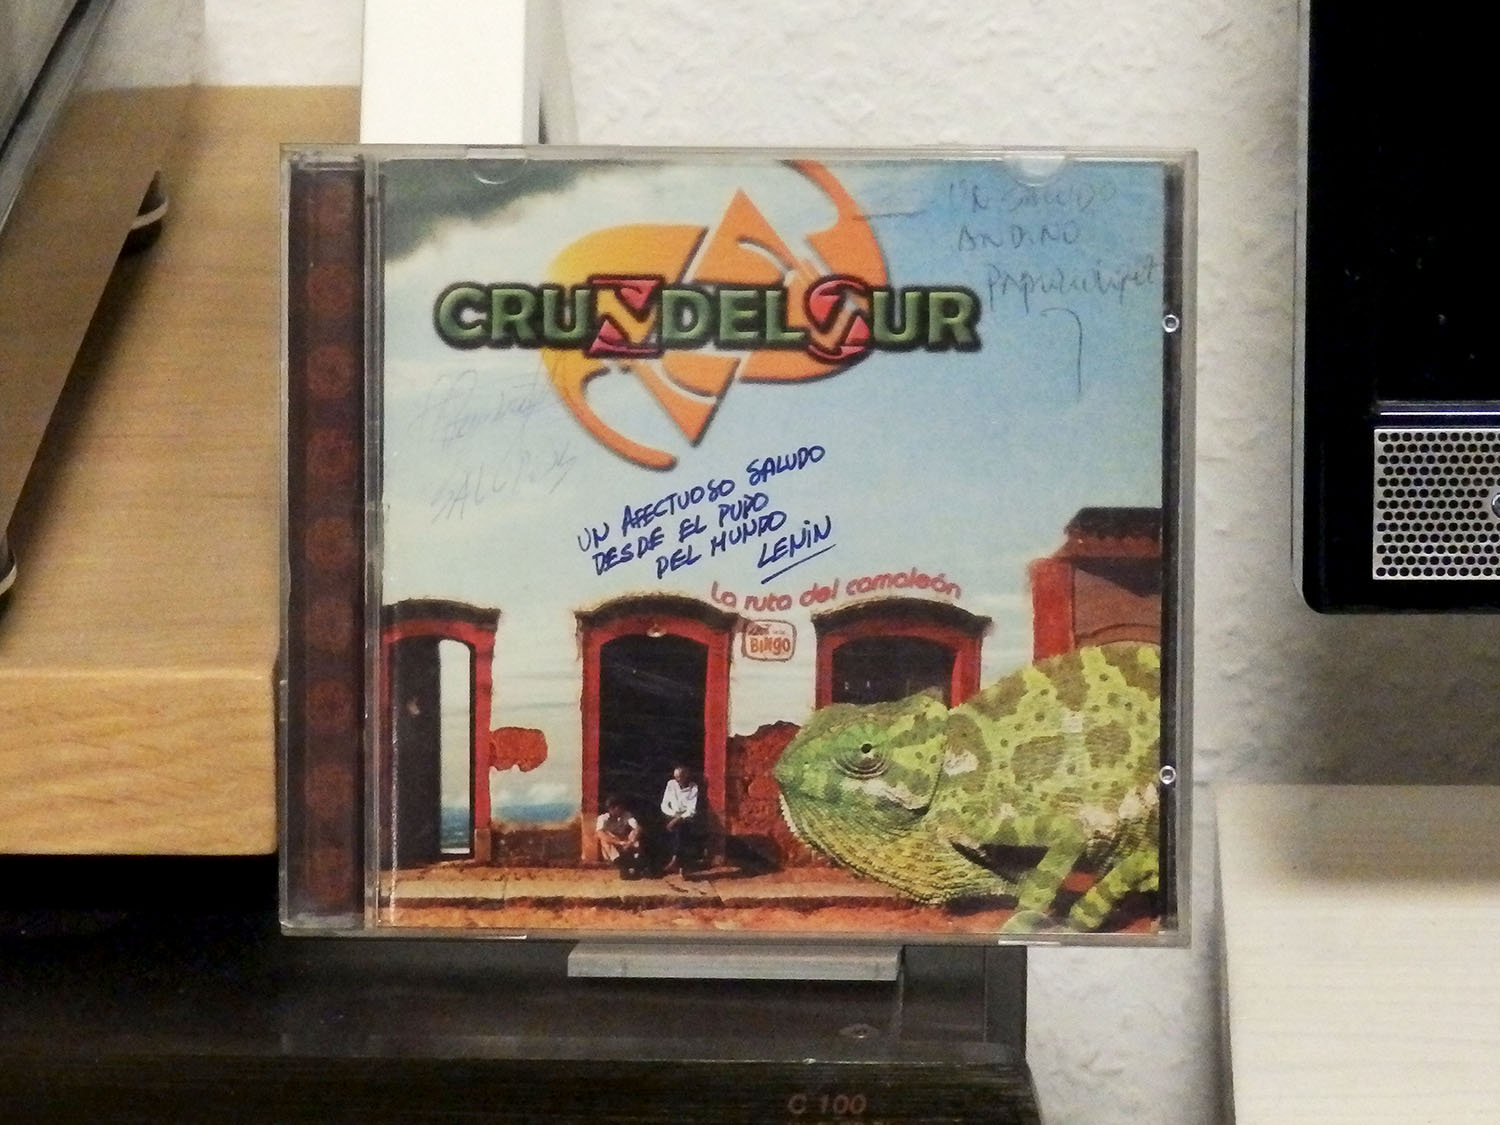 CRUZDELSUR
UN SALUDO
ANDINO
SALUDOS
UN AFECTUOSO SALUDO
DESDE EL PUPO
DEL MUNDO
LENIN
La ruta del camaleón
BINGO
C 100